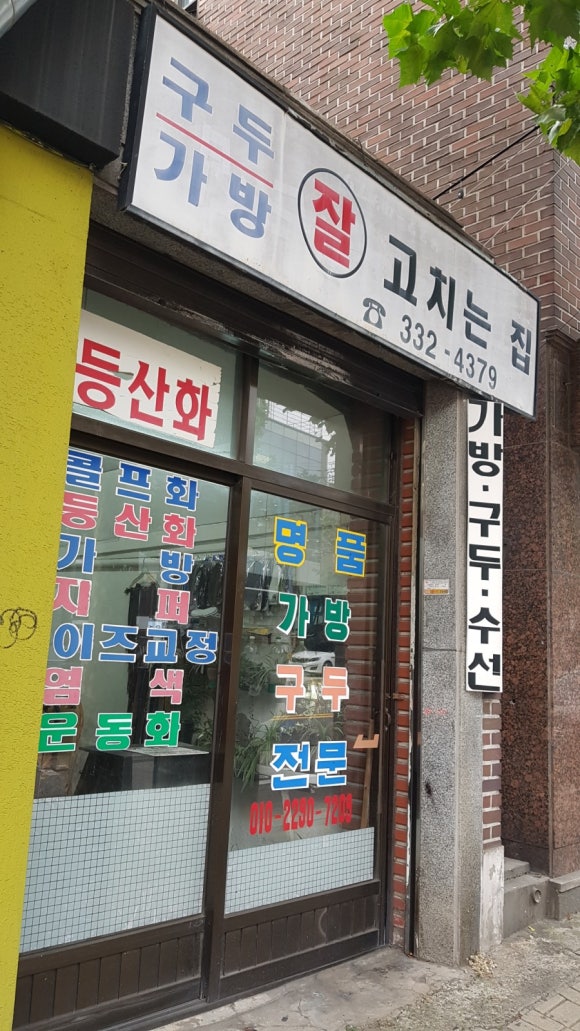 구두
가방
잘
고치는 집
☎ 332-4379
등산화
골프화
등산화
가방
지퍼
이즈교정
염색
운동화
명품
가방
구두
전문
010-2290-7209
가방·구두·수선